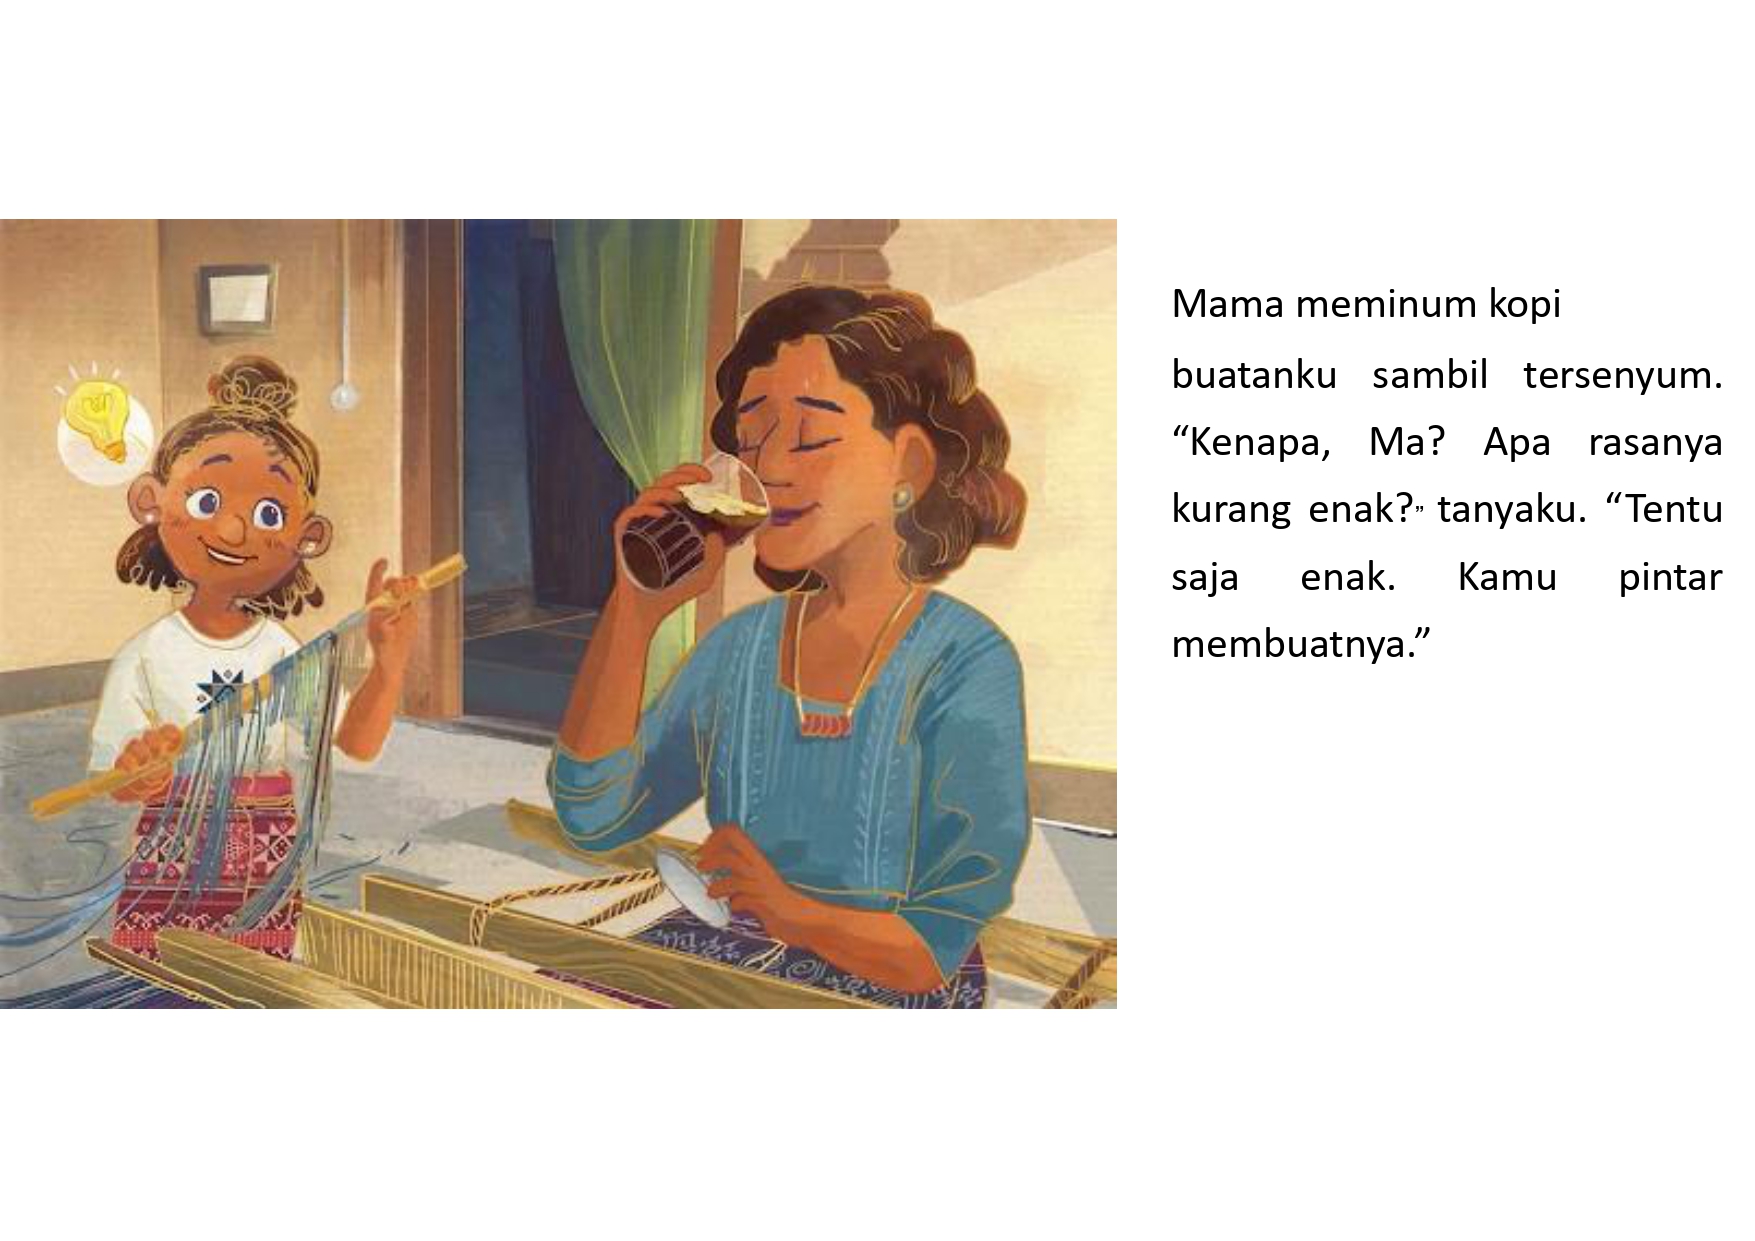 Mama meminum kopi
buatanku sambil tersenyum.
“Kenapa, Ma? Apa rasanya
kurang enak?” tanyaku. “Tentu
saja enak. Kamu pintar
membuatnya.”